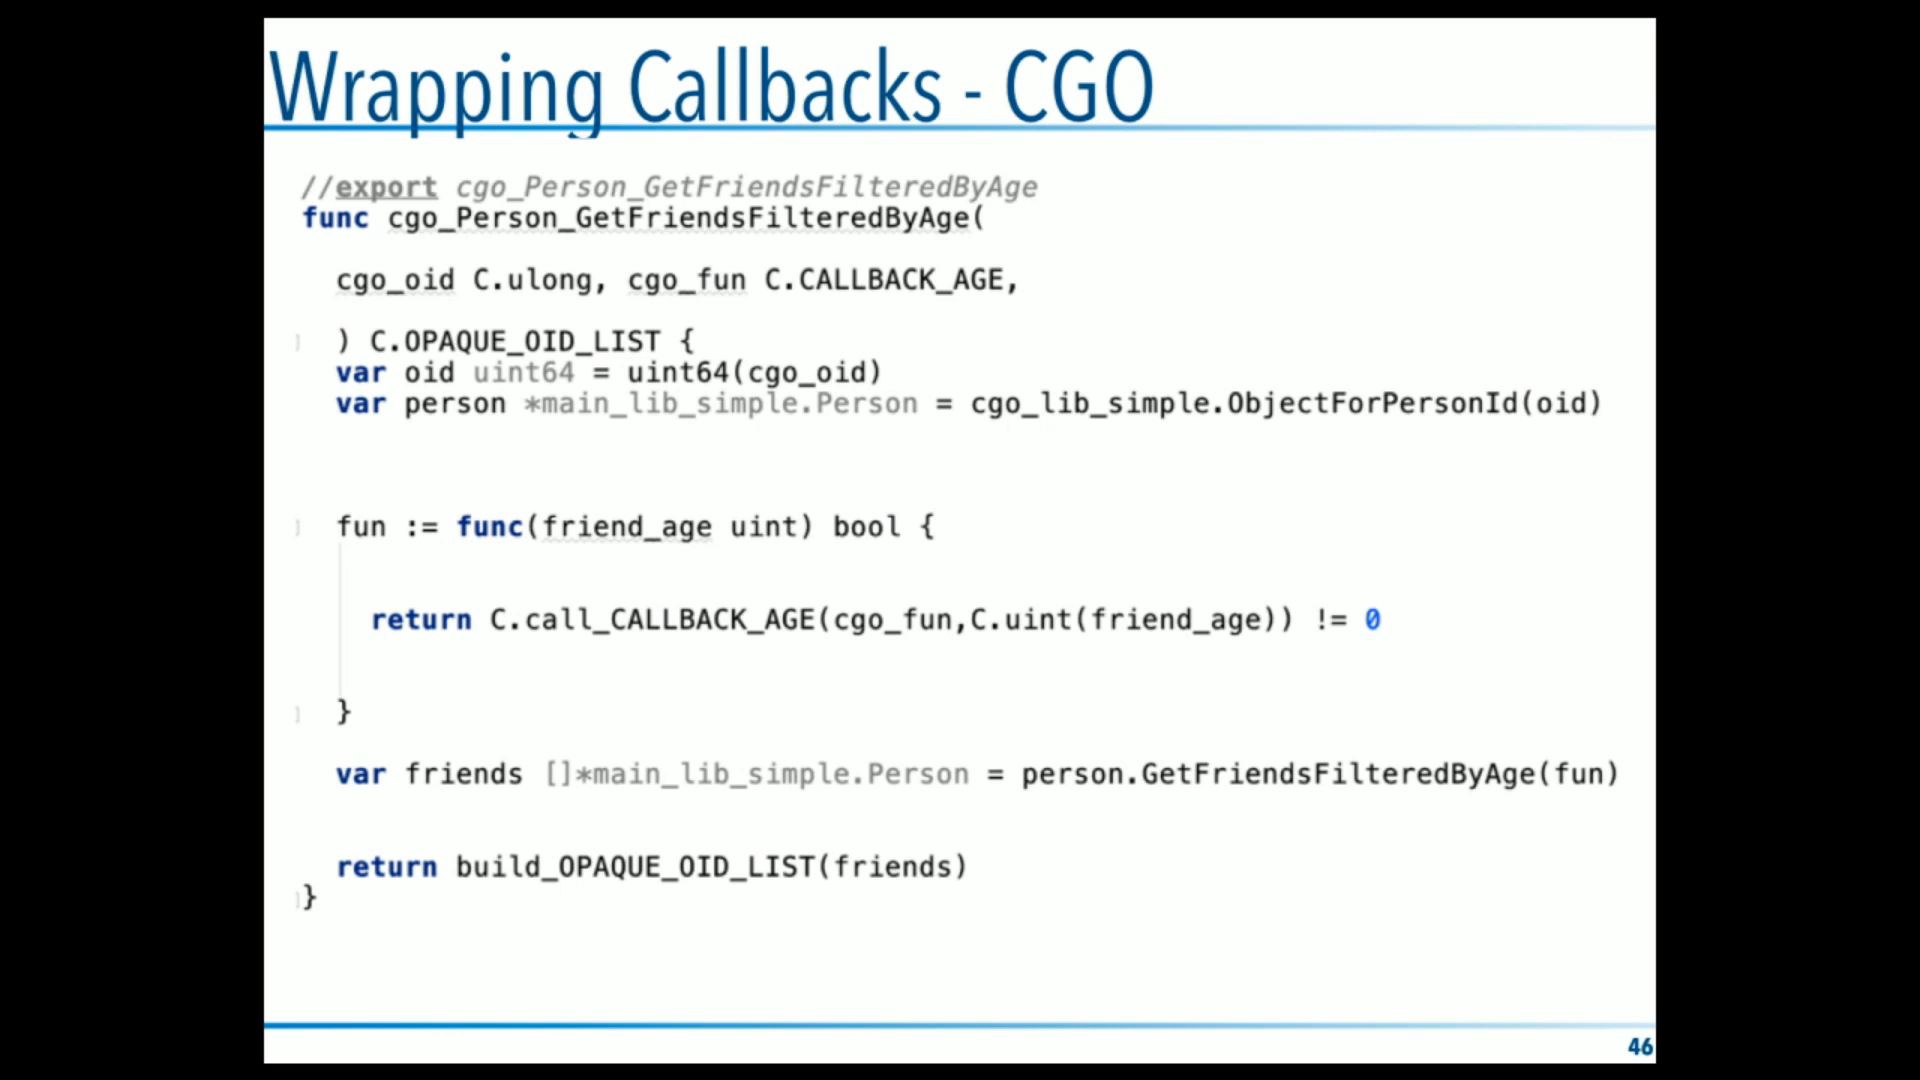 Wrapping Callbacks - CGO
//export cgo_Person_GetFriendsFilteredByAge
func cgo_Person_GetFriendsFilteredByAge(
cgo_oid C.ulong, cgo_fun C.CALLBACK_AGE,
) C.OPAQUE_OID_LIST {
var oid uint64 = uint64(cgo_oid)
var person *main_lib_simple.Person = cgo_lib_simple.ObjectForPersonId(oid)
fun := func(friend_age uint) bool {
return C.call_CALLBACK_AGE(cgo_fun,C.uint(friend_age)) != 0
}
var friends []*main_lib_simple.Person = person.GetFriendsFilteredByAge(fun)
return build_OPAQUE_OID_LIST(friends)
}
46